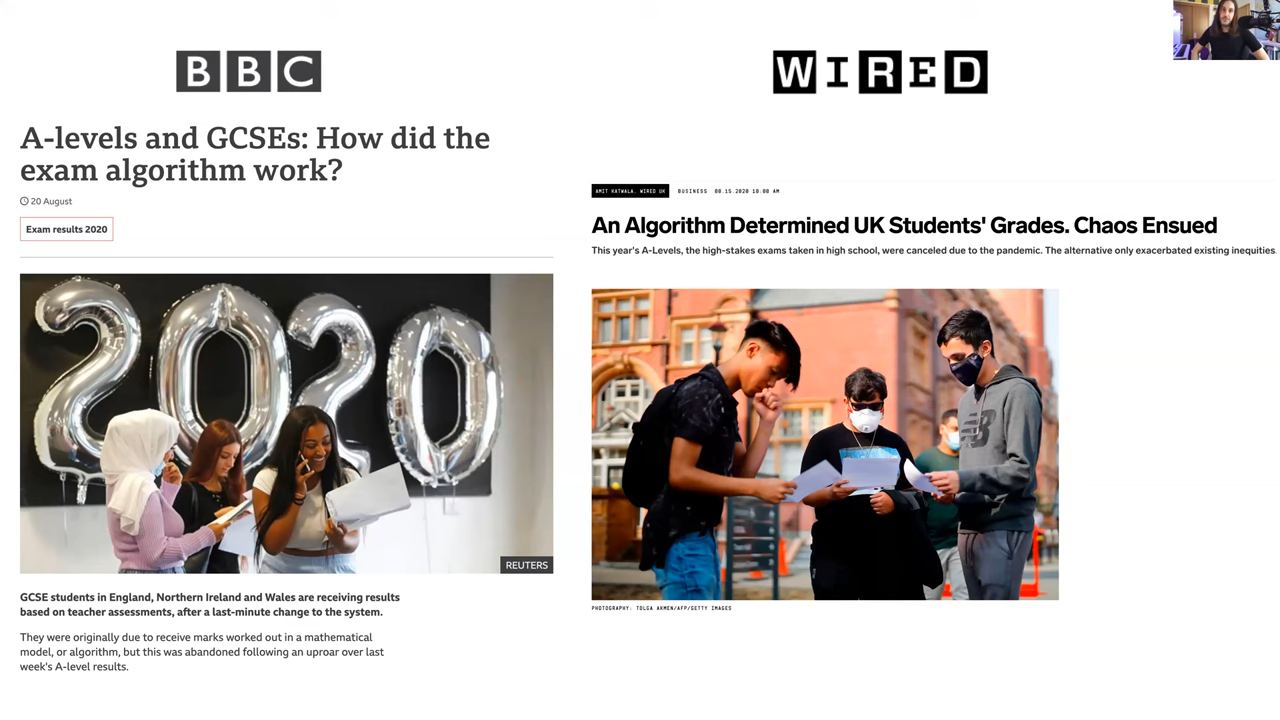 BBC
A-levels and GCSEs: How did the
exam algorithm work?
20 August
Exam results 2020
2020
REUTERS
GCSE students in England, Northern Ireland and Wales are receiving results
based on teacher assessments, after a last-minute change to the system.
They were originally due to receive marks worked out in a mathematical
model, or algorithm, but this was abandoned following an uproar over last
week's A-level results.
WIRED
AMIT KATWALA, WIRED UK BUSINESS 08.15.2020 10:00 AM
An Algorithm Determined UK Students' Grades. Chaos Ensued
This year's A-Levels, the high-stakes exams taken in high school, were canceled due to the pandemic. The alternative only exacerbated existing inequities.
PHOTOGRAPHY: TOLGA AKMEN/AFP/GETTY IMAGES